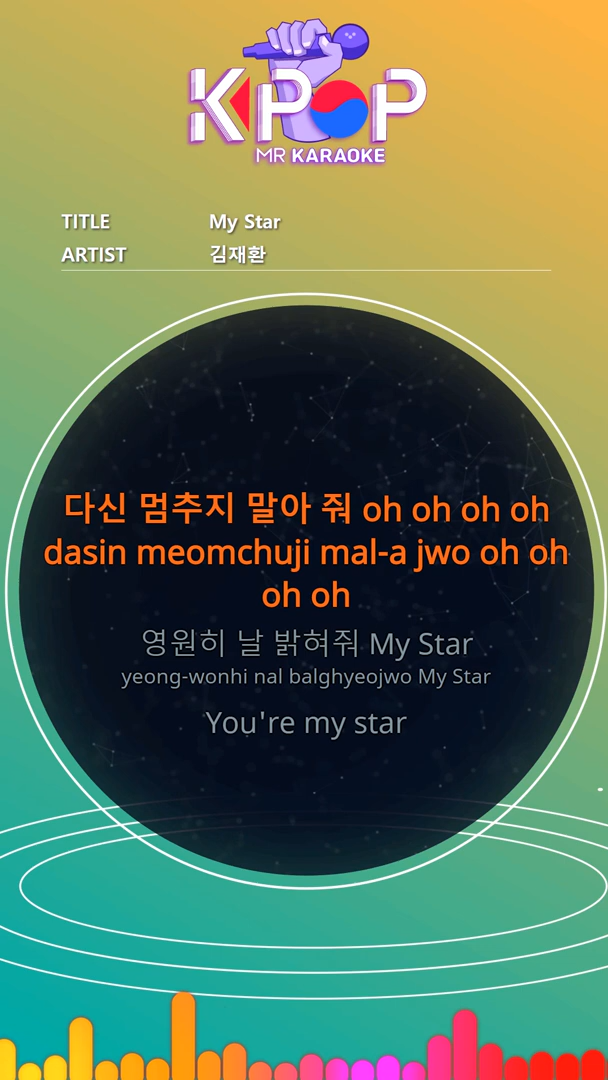 KPOP
MR KARAOKE
TITLE My Star
ARTIST 김재환
다신 멈추지 말아 줘 oh oh oh oh
dasin meomchuji mal-a jwo oh oh
oh oh
영원히 날 밝혀줘 My Star
yeong-wonhi nal balghyeojwo My Star
You're my star